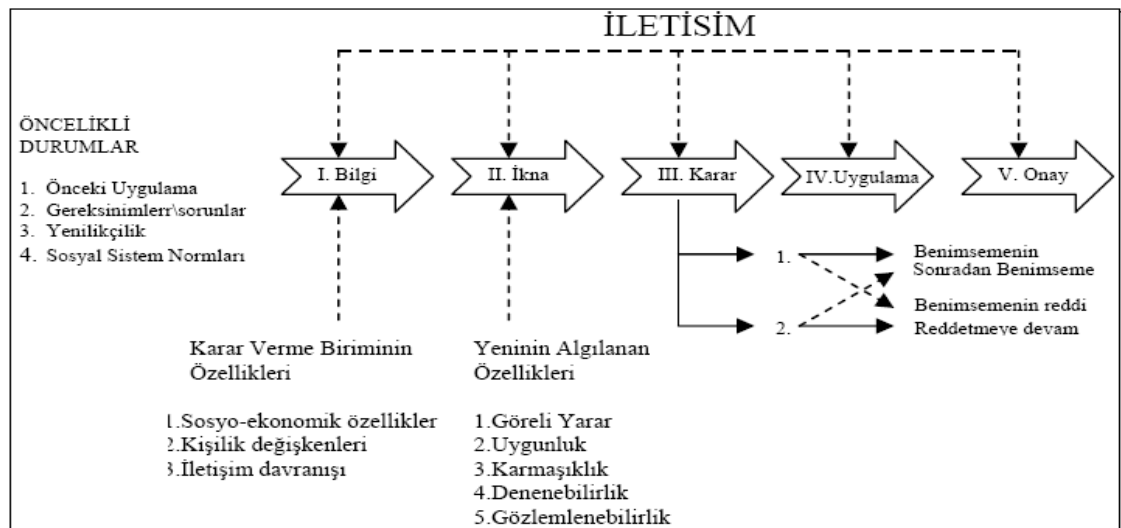 İLETİSİM
ÖNCELİKLİ
DURUMLAR
1. Önceki Uygulama
2. Gereksinimlerr\sorunlar
3. Yenilikçilik
4. Sosyal Sistem Normları
I. Bilgi
II. İkna
III. Karar
IV.Uygulama
V. Onay
1.
2.
Benimsemenin
Sonradan Benimseme
Benimsemenin reddi
Reddetmeye devam
Karar Verme Biriminin
Özellikleri
1.Sosyo-ekonomik özellikler
2.Kişilik değişkenleri
3.İletişim davranışı
Yeninin Algılanan
Özellikleri
1.Göreli Yarar
2.Uygunluk
3.Karmaşıklık
4.Denenebilirlik
5.Gözlemlenebilirlik